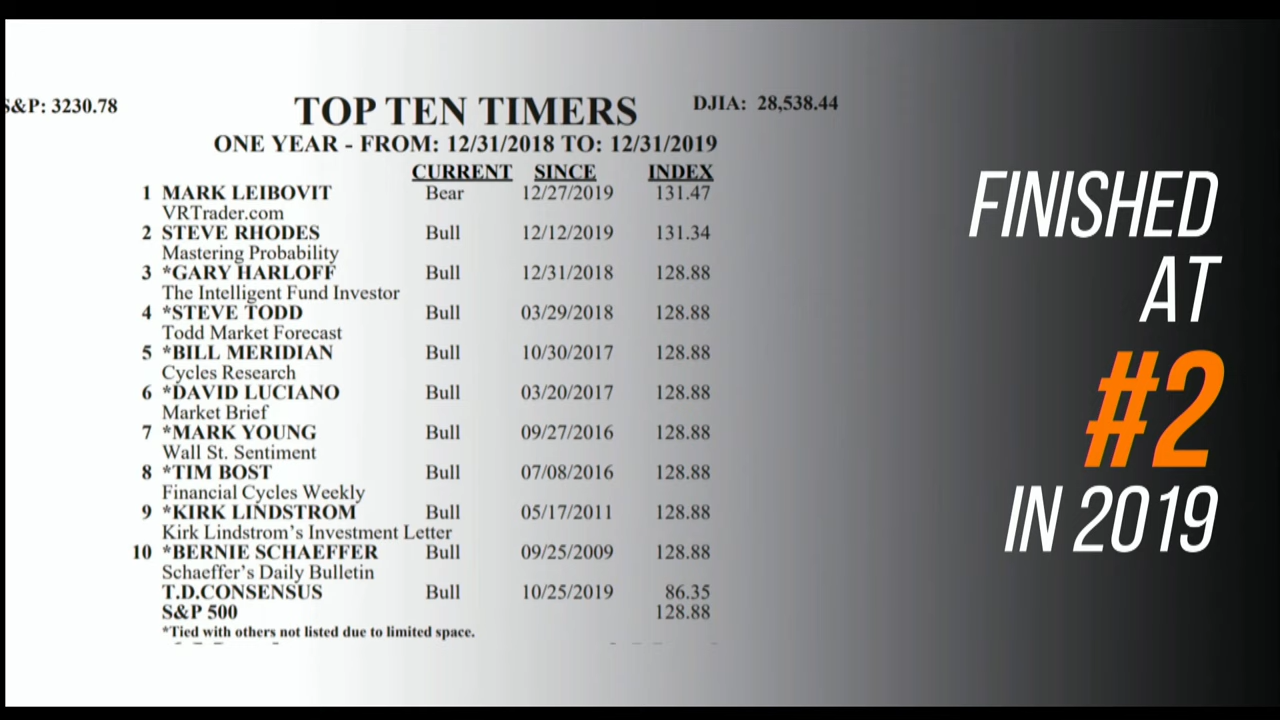 S&P: 3230.78
TOP TEN TIMERS
DJIA: 28,538.44
ONE YEAR - FROM: 12/31/2018 TO: 12/31/2019
CURRENT SINCE INDEX
1 MARK LEIBOVIT Bear 12/27/2019 131.47
VRTrader.com
2 STEVE RHODES Bull 12/12/2019 131.34
Mastering Probability
3 *GARY HARLOFF Bull 12/31/2018 128.88
The Intelligent Fund Investor
4 *STEVE TODD Bull 03/29/2018 128.88
Todd Market Forecast
5 *BILL MERIDIAN Bull 10/30/2017 128.88
Cycles Research
6 *DAVID LUCIANO Bull 03/20/2017 128.88
Market Brief
7 *MARK YOUNG Bull 09/27/2016 128.88
Wall St. Sentiment
8 *TIM BOST Bull 07/08/2016 128.88
Financial Cycles Weekly
9 *KIRK LINDSTROM Bull 05/17/2011 128.88
Kirk Lindstrom's Investment Letter
10 *BERNIE SCHAEFFER Bull 09/25/2009 128.88
Schaeffer's Daily Bulletin
T.D.CONSENSUS Bull 10/25/2019 86.35
S&P 500 128.88
*Tied with others not listed due to limited space.
FINISHED
AT
#2
IN 2019